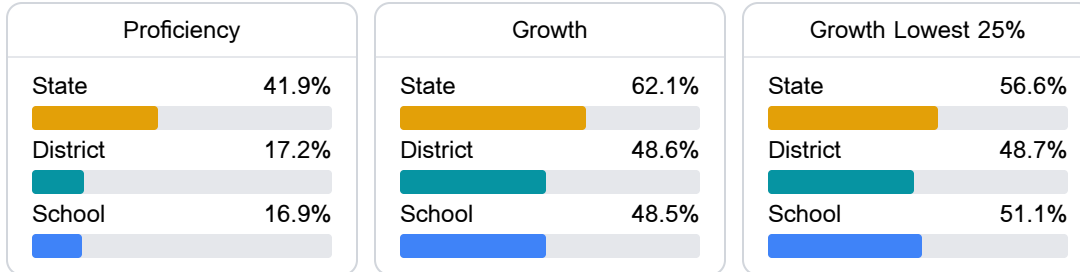 Proficiency
State 41.9%
District 17.2%
School 16.9%
Growth
State 62.1%
District 48.6%
School 48.5%
Growth Lowest 25%
State 56.6%
District 48.7%
School 51.1%